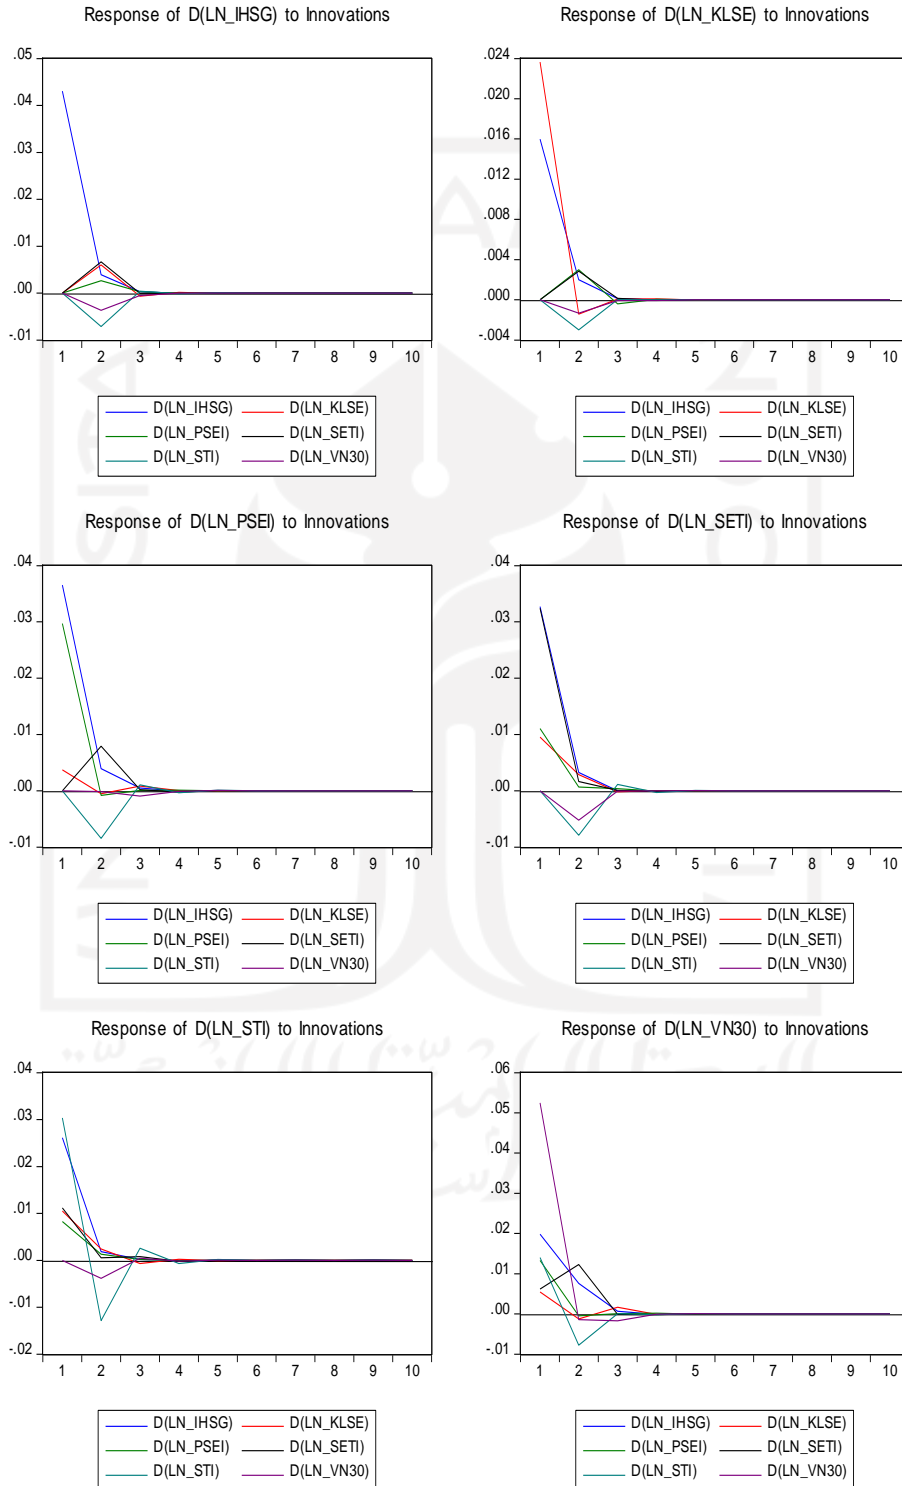 Response of D(LN_IHSG) to Innovations
.05
.04
.03
.02
.01
.00
-.01
1 2 3 4 5 6 7 8 9 10
D(LN_IHSG) D(LN_KLSE)
D(LN_PSEI) D(LN_SETI)
D(LN_STI) D(LN_VN30)
Response of D(LN_KLSE) to Innovations
.024
.020
.016
.012
.008
.004
.000
-.004
1 2 3 4 5 6 7 8 9 10
D(LN_IHSG) D(LN_KLSE)
D(LN_PSEI) D(LN_SETI)
D(LN_STI) D(LN_VN30)
Response of D(LN_PSEI) to Innovations
.04
.03
.02
.01
.00
-.01
1 2 3 4 5 6 7 8 9 10
D(LN_IHSG) D(LN_KLSE)
D(LN_PSEI) D(LN_SETI)
D(LN_STI) D(LN_VN30)
Response of D(LN_SETI) to Innovations
.04
.03
.02
.01
.00
-.01
1 2 3 4 5 6 7 8 9 10
D(LN_IHSG) D(LN_KLSE)
D(LN_PSEI) D(LN_SETI)
D(LN_STI) D(LN_VN30)
Response of D(LN_STI) to Innovations
.04
.03
.02
.01
.00
-.01
-.02
1 2 3 4 5 6 7 8 9 10
D(LN_IHSG) D(LN_KLSE)
D(LN_PSEI) D(LN_SETI)
D(LN_STI) D(LN_VN30)
Response of D(LN_VN30) to Innovations
.06
.05
.04
.03
.02
.01
.00
-.01
1 2 3 4 5 6 7 8 9 10
D(LN_IHSG) D(LN_KLSE)
D(LN_PSEI) D(LN_SETI)
D(LN_STI) D(LN_VN30)